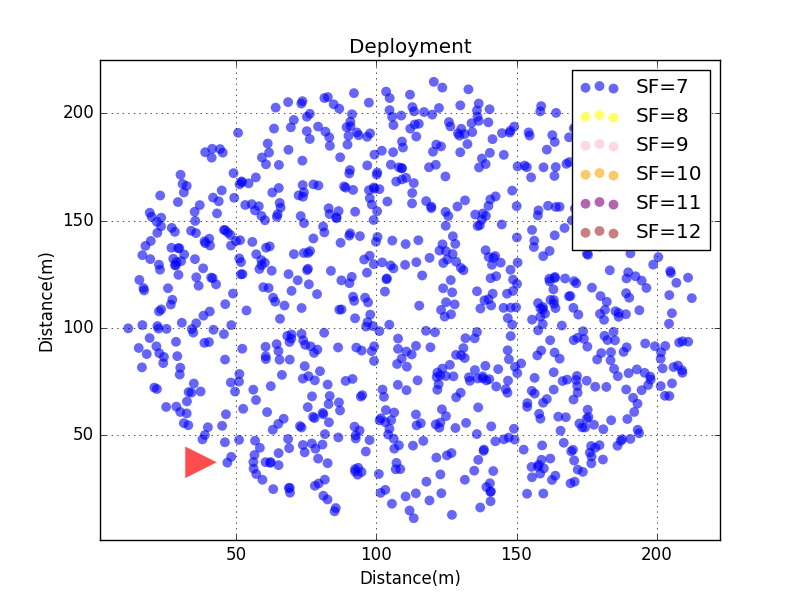 Deployment
SF=7
SF=8
SF=9
SF=10
SF=11
SF=12
200
150
100
50
Distance(m)
50
100
150
200
Distance(m)